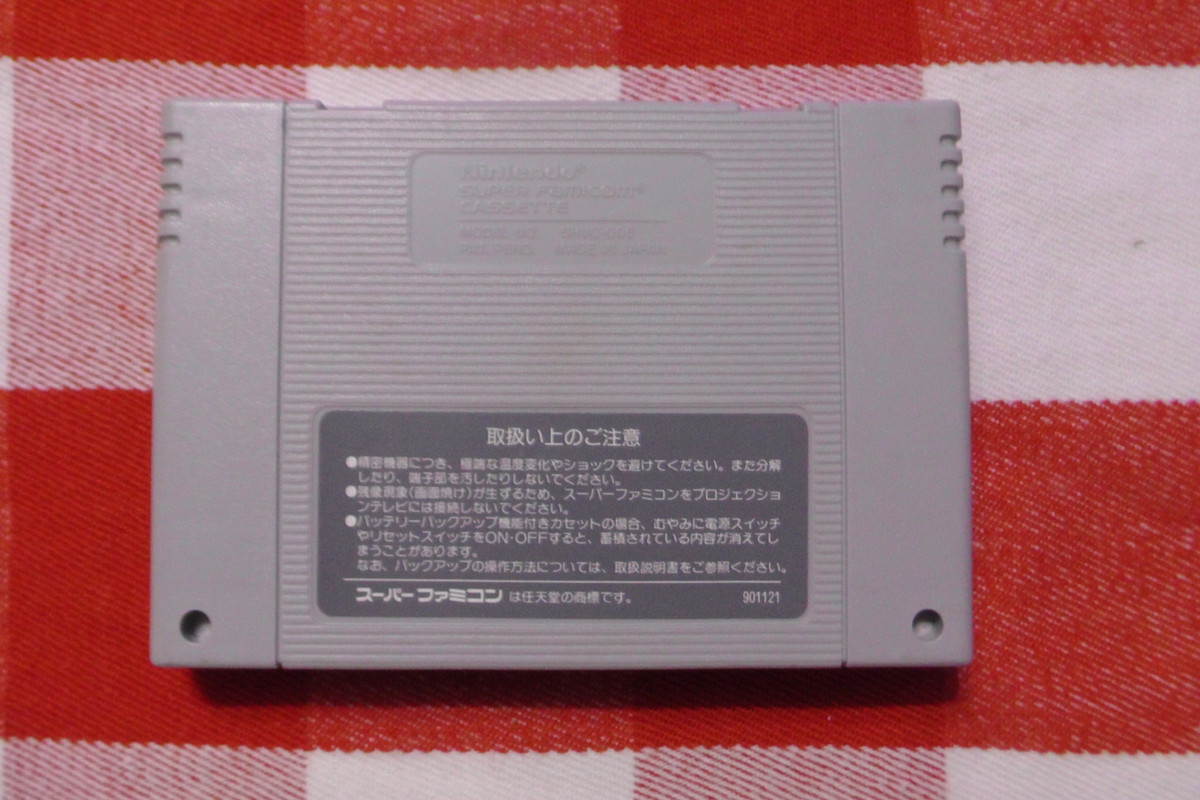 Nintendo®
SUPER FAMICOM®
CASSETTE
MODEL NO. SHVC-006
PAT. PEND. MADE IN JAPAN
取扱い上のご注意
●精密機器につき、極端な温度変化やショックを避けてください。また分解
したり、端子部を汚したりしないでください。
●残像現象(画面焼け)が生ずるため、スーパーファミコンをプロジェクショ
ンテレビには接続しないでください。
●バッテリーバックアップ機能付きカセットの場合、むやみに電源スイッチ
やリセットスイッチをON・OFFすると、蓄積されている内容が消えてし
まうことがあります。
なお、バックアップの操作方法については、取扱説明書をご参照ください。
スーパーファミコン は任天堂の商標です。 901121